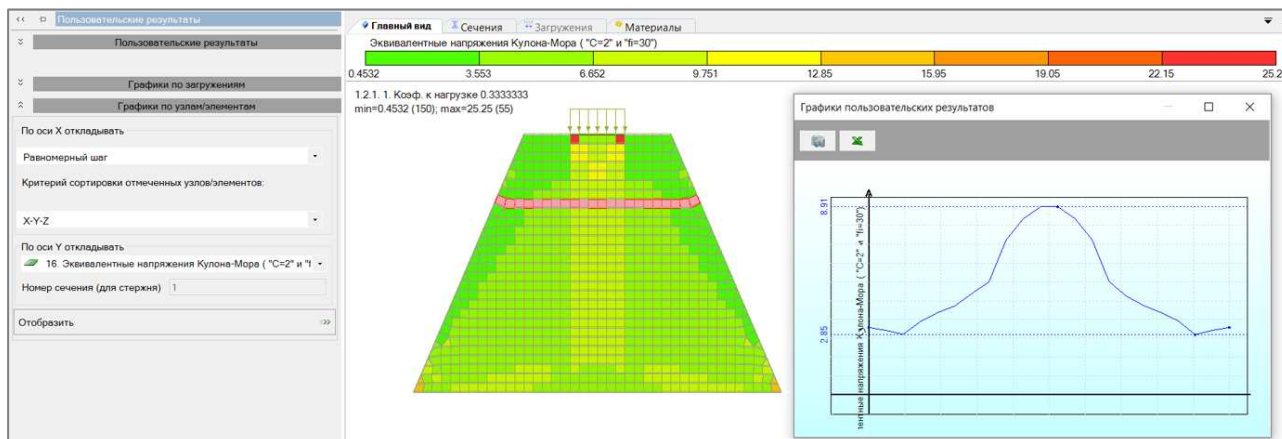 Пользовательские результаты
Пользовательские результаты
Графики по загружениям
Графики по узлам/элементам
По оси X откладывать
Равномерный шаг
Критерий сортировки отмеченных узлов/элементов:
X-Y-Z
По оси Y откладывать
16. Эквивалентные напряжения Кулона-Мора ( "C=2" и "f
Номер сечения (для стержня) 1
Отобразить
Главный вид Сечения Загружения Материалы
Эквивалентные напряжения Кулона-Мора ( "C=2" и "fi=30")
0.4532 3.553 6.652 9.751 12.85 15.95 19.05 22.15 25.2
1.2.1. 1. Коэф. к нагрузке 0.3333333
min=0.4532 (150); max=25.25 (55)
Графики пользовательских результатов
8.91
2.85
лентные напряжения Кулона-Мора ( "C=2" и "fi=30")